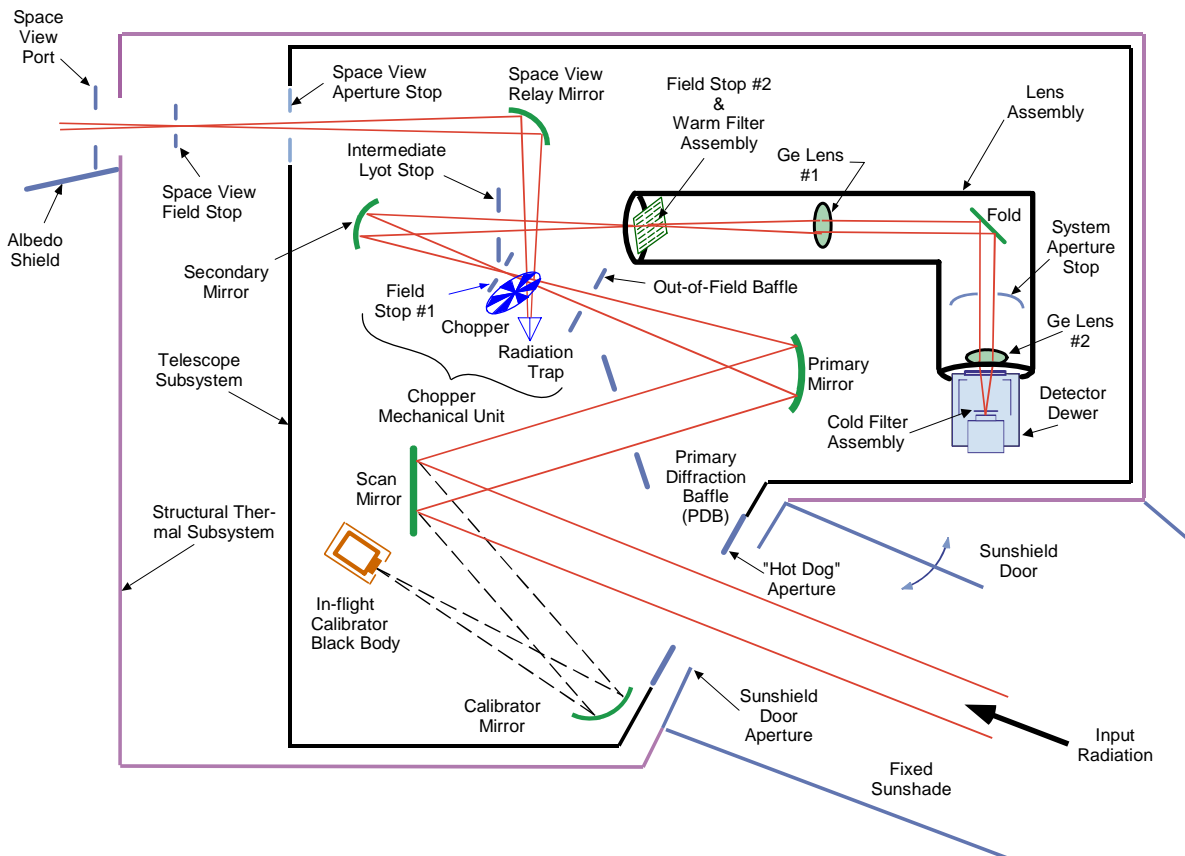 Space
View
Port
Space View
Aperture Stop
Space View
Relay Mirror
Field Stop #2
&
Warm Filter
Assembly
Lens
Assembly
Intermediate
Lyot Stop
Ge Lens
#1
Space View
Field Stop
Albedo
Shield
Secondary
Mirror
Fold
System
Aperture
Stop
Field
Stop #1
Out-of-Field Baffle
Chopper
Radiation
Trap
Ge Lens
#2
Telescope
Subsystem
Chopper
Mechanical Unit
Primary
Mirror
Detector
Dewer
Cold Filter
Assembly
Scan
Mirror
Primary
Diffraction
Baffle
(PDB)
Structural Ther-
mal Subsystem
"Hot Dog"
Aperture
Sunshield
Door
In-flight
Calibrator
Black Body
Calibrator
Mirror
Sunshield
Door
Aperture
Input
Radiation
Fixed
Sunshade